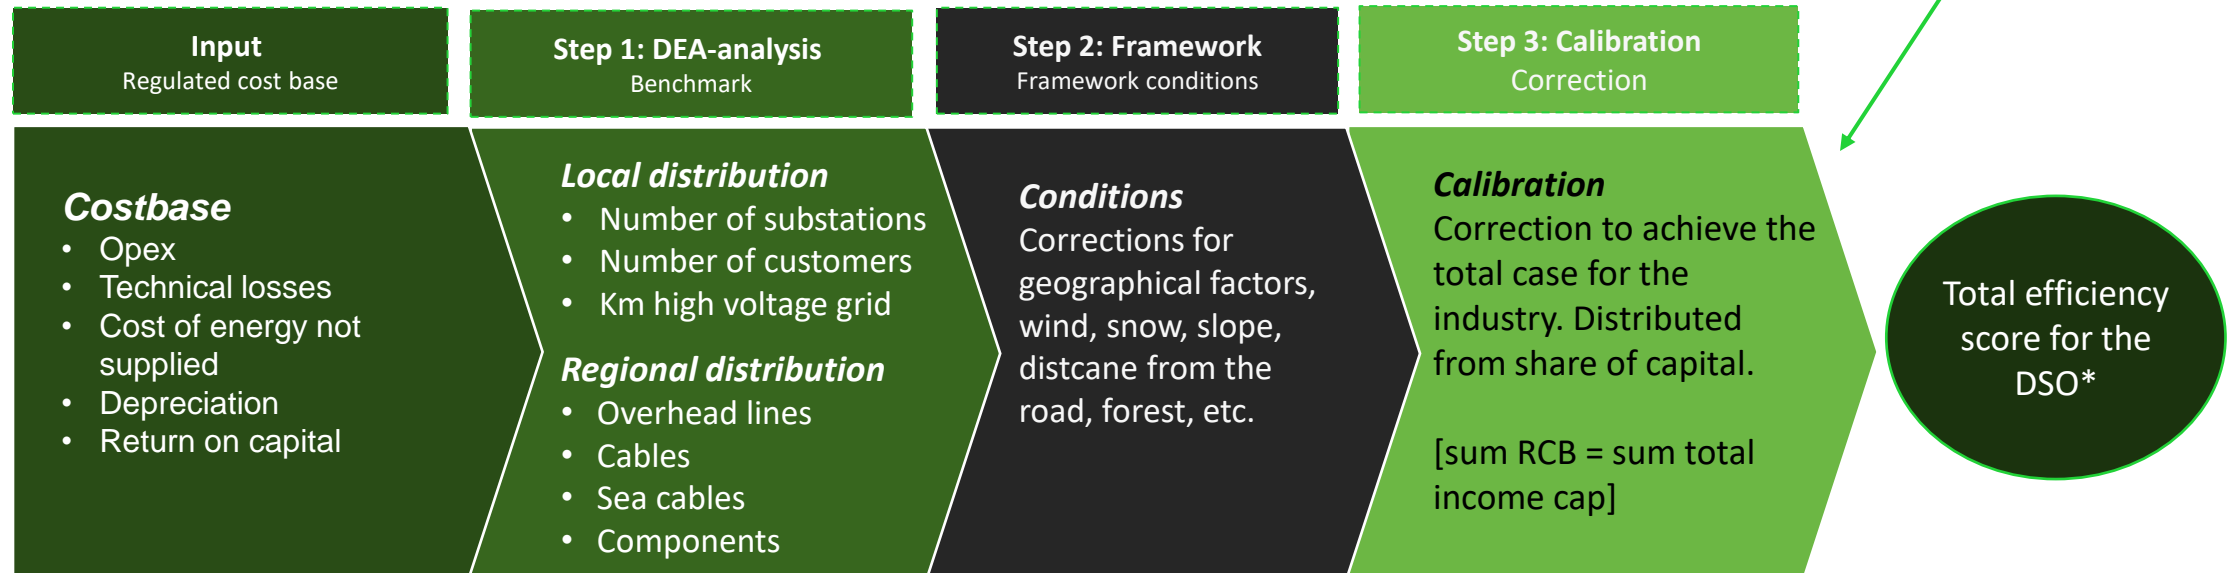 Input
Regulated cost base
Step 1: DEA-analysis
Benchmark
Step 2: Framework
Framework conditions
Step 3: Calibration
Correction
Costbase
• Opex
• Technical losses
• Cost of energy not
supplied
• Depreciation
• Return on capital
Local distribution
• Number of substations
• Number of customers
• Km high voltage grid
Regional distribution
• Overhead lines
• Cables
• Sea cables
• Components
Conditions
Corrections for
geographical factors,
wind, snow, slope,
distcane from the
road, forest, etc.
Calibration
Correction to achieve the
total case for the
industry. Distributed
from share of capital.
[sum RCB = sum total
income cap]
Total efficiency
score for the
DSO*